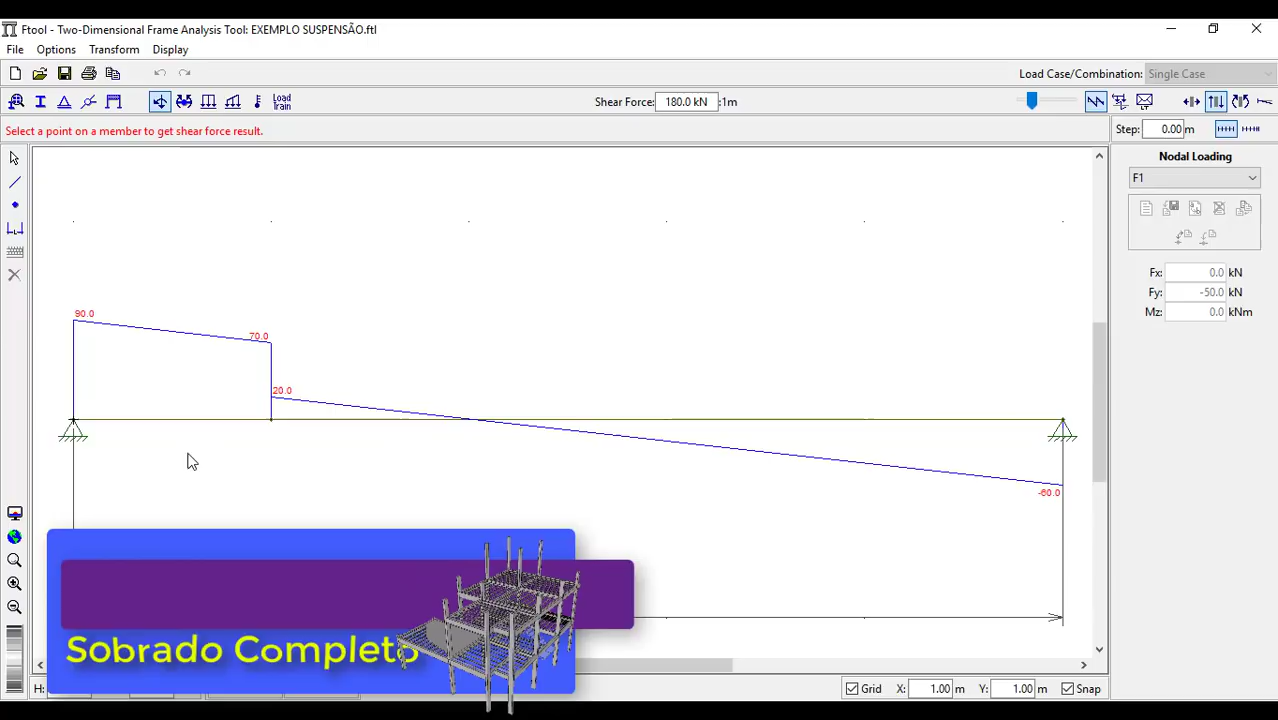 Ftool - Two-Dimensional Frame Analysis Tool: EXEMPLO SUSPENSÃO.ftl
File Options Transform Display
Load Case/Combination: Single Case
Load Train
Shear Force: 180.0 kN :1m
Select a point on a member to get shear force result.
Step: 0.00 m
Nodal Loading
F1
Fx: 0.0 kN
Fy: -50.0 kN
Mz: 0.0 kNm
90.0
70.0
20.0
-60.0
Sobrado Completo
H:
Grid X: 1.00 m Y: 1.00 m Snap